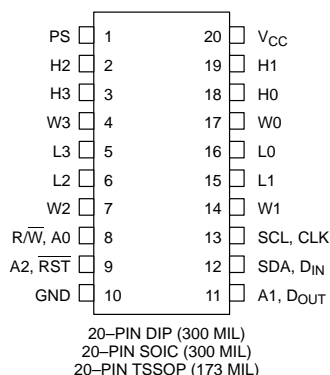 PS 1 20 VCC
H2 2 19 H1
H3 3 18 H0
W3 4 17 W0
L3 5 16 L0
L2 6 15 L1
W2 7 14 W1
R/W̅, A0 8 13 SCL, CLK
A2, R̅S̅T̅ 9 12 SDA, DIN
GND 10 11 A1, DOUT
20–PIN DIP (300 MIL)
20–PIN SOIC (300 MIL)
20–PIN TSSOP (173 MIL)